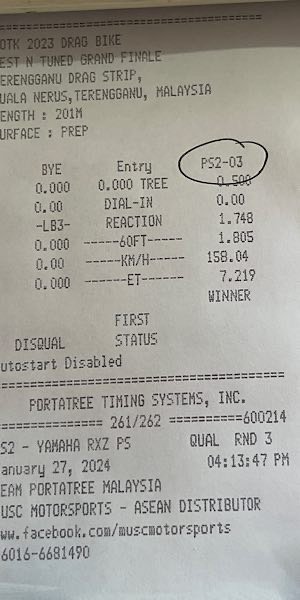 OTK 2023 DRAG BIKE
EST N TUNED GRAND FINALE
ERENGGANU DRAG STRIP,
UALA NERUS,TERENGGANU, MALAYSIA
ENGTH : 201M
URFACE : PREP
BYE Entry PS2-03
0.000 0.000 TREE 0.500
0.00 DIAL-IN 0.00
-LB3- REACTION 1.748
0.000 ------60FT----- 1.805
0.00 ------KM/H----- 158.04
0.000 ------ET------ 7.219
WINNER
FIRST
DISQUAL STATUS
utostart Disabled
PORTATREE TIMING SYSTEMS, INC.
============== 261/262 ==========600214
S2 - YAMAHA RXZ P5 QUAL RND 3
anuary 27, 2024 04:13:47 PM
EAM PORTATREE MALAYSIA
USC MOTORSPORTS - ASEAN DISTRIBUTOR
ww.facebook.com/muscmotorsports
6016-6681490